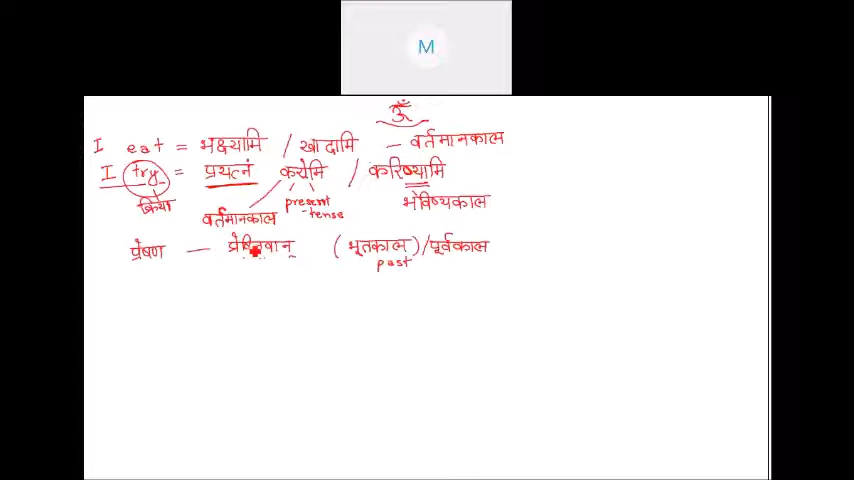 M
ॐ
I eat = भक्ष्यामि / खादामि – वर्तमानकाल
I try = प्रयत्नं करोमि / करिष्यामि
क्रिया वर्तमानकाल present tense भविष्यकाल
प्रेषण — प्रेषितवान् (भूतकाल) / पूर्वकाल
past